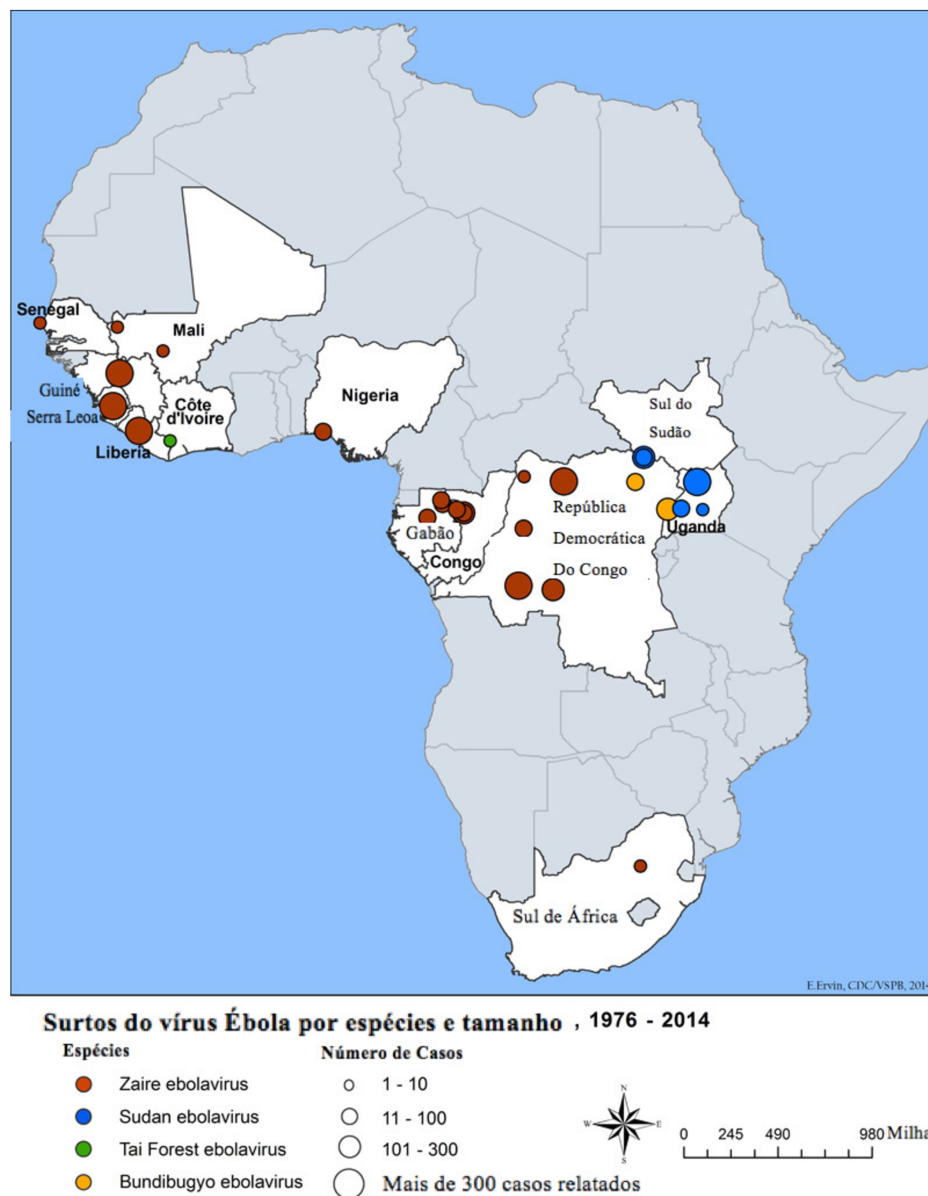 Senegal
Mali
Guiné
Serra Leoa
Côte
d'Ivoire
Liberia
Nigeria
Sul do
Sudão
República
Democrática
Do Congo
Uganda
Gabão
Congo
Sul de África
E.Ervin, CDC/VSPB, 2014
Surtos do vírus Ébola por espécies e tamanho , 1976 - 2014
Espécies
Zaire ebolavirus
Sudan ebolavirus
Tai Forest ebolavirus
Bundibugyo ebolavirus
Número de Casos
1 - 10
11 - 100
101 - 300
Mais de 300 casos relatados
N
W E
S
0 245 490 980 Milha